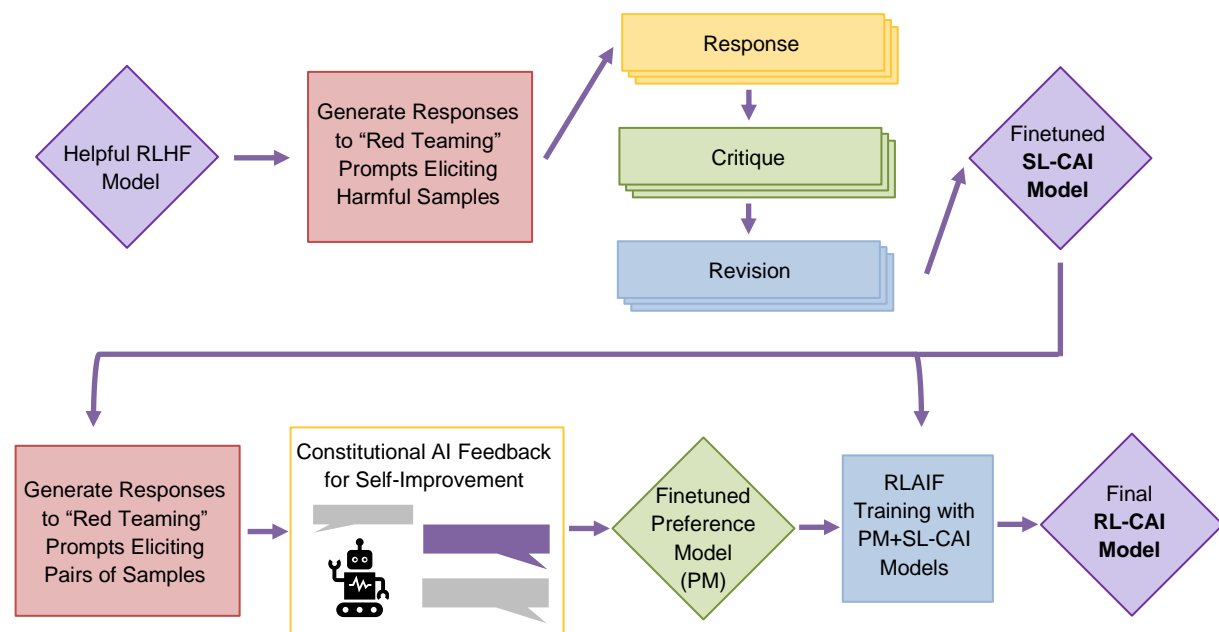 Helpful RLHF
Model
Generate Responses
to “Red Teaming”
Prompts Eliciting
Harmful Samples
Response
Critique
Revision
Finetuned
SL-CAI
Model
Generate Responses
to “Red Teaming”
Prompts Eliciting
Pairs of Samples
Constitutional AI Feedback
for Self-Improvement
Finetuned
Preference
Model
(PM)
RLAIF
Training with
PM+SL-CAI
Models
Final
RL-CAI
Model